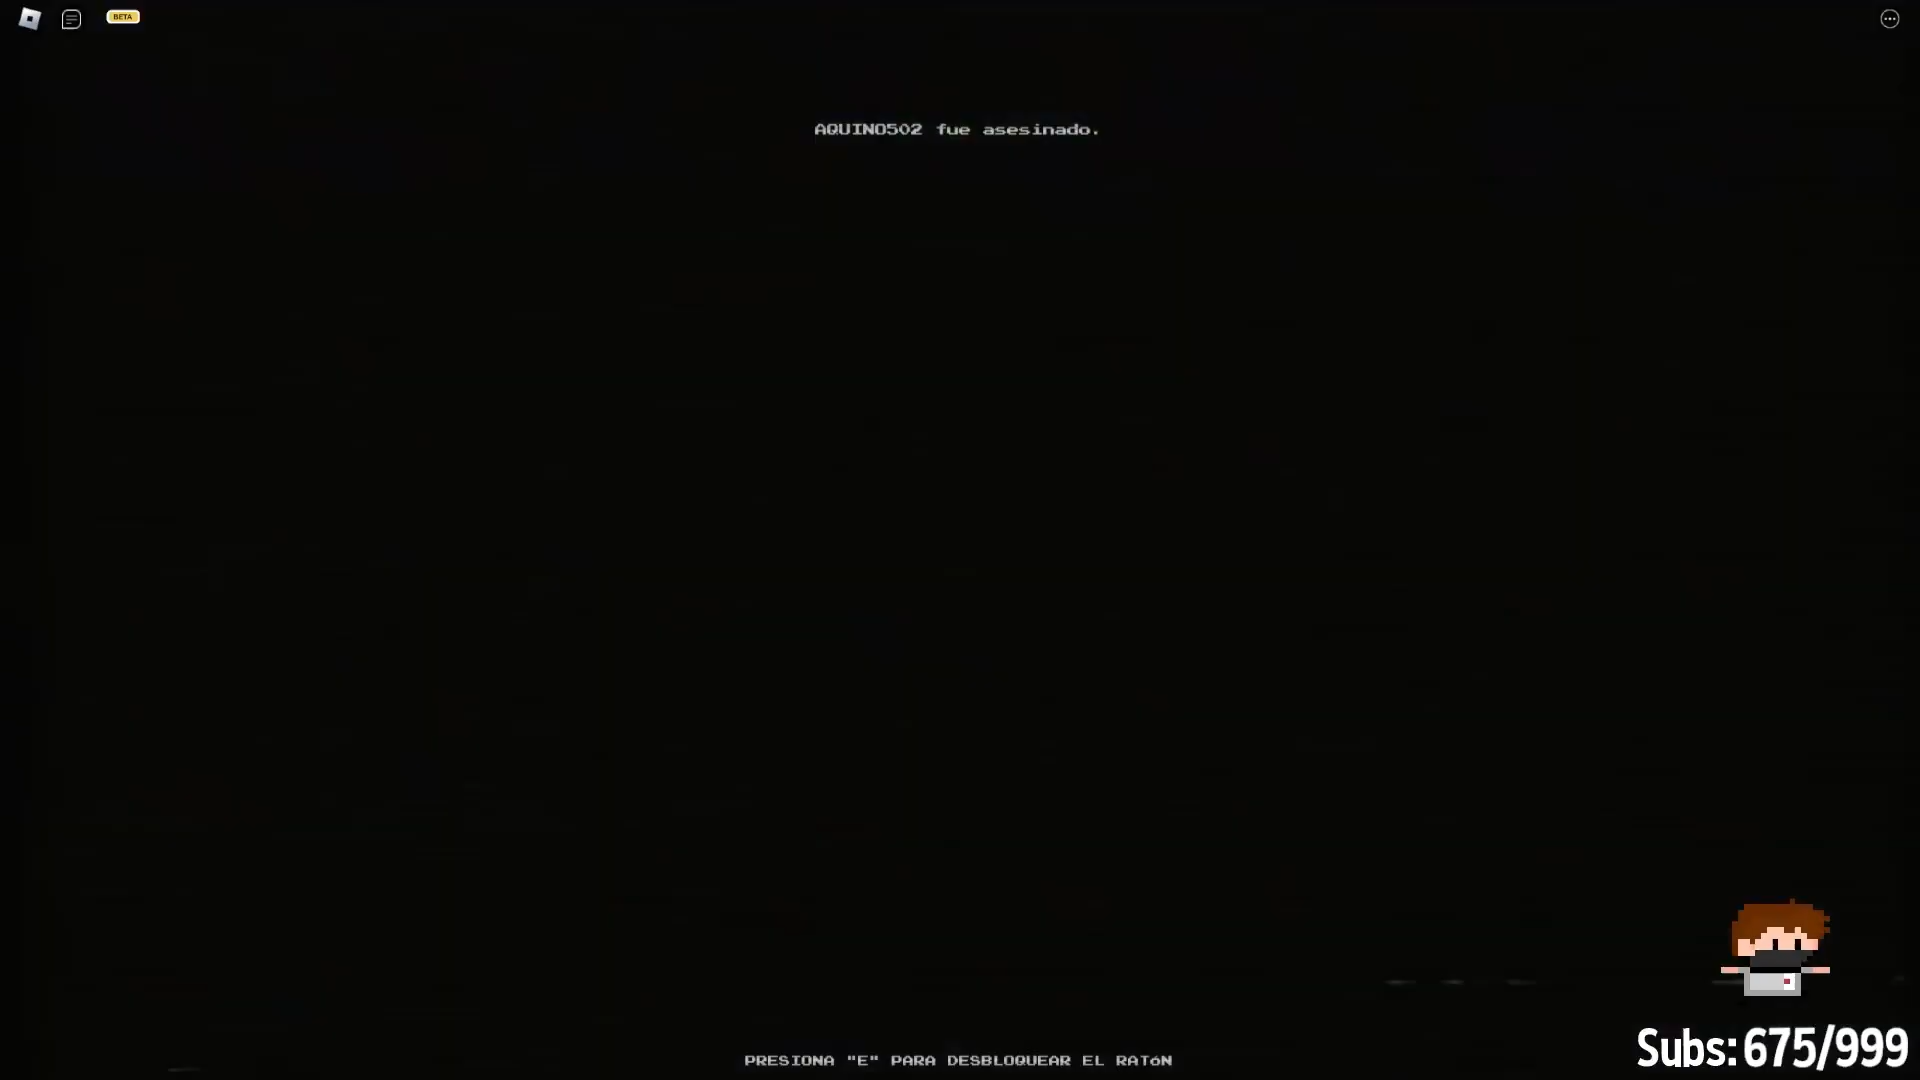 BETA
AQUINO502 fue asesinado.
PRESIONA "E" PARA DESBLOQUEAR EL RATóN
Subs:675/999